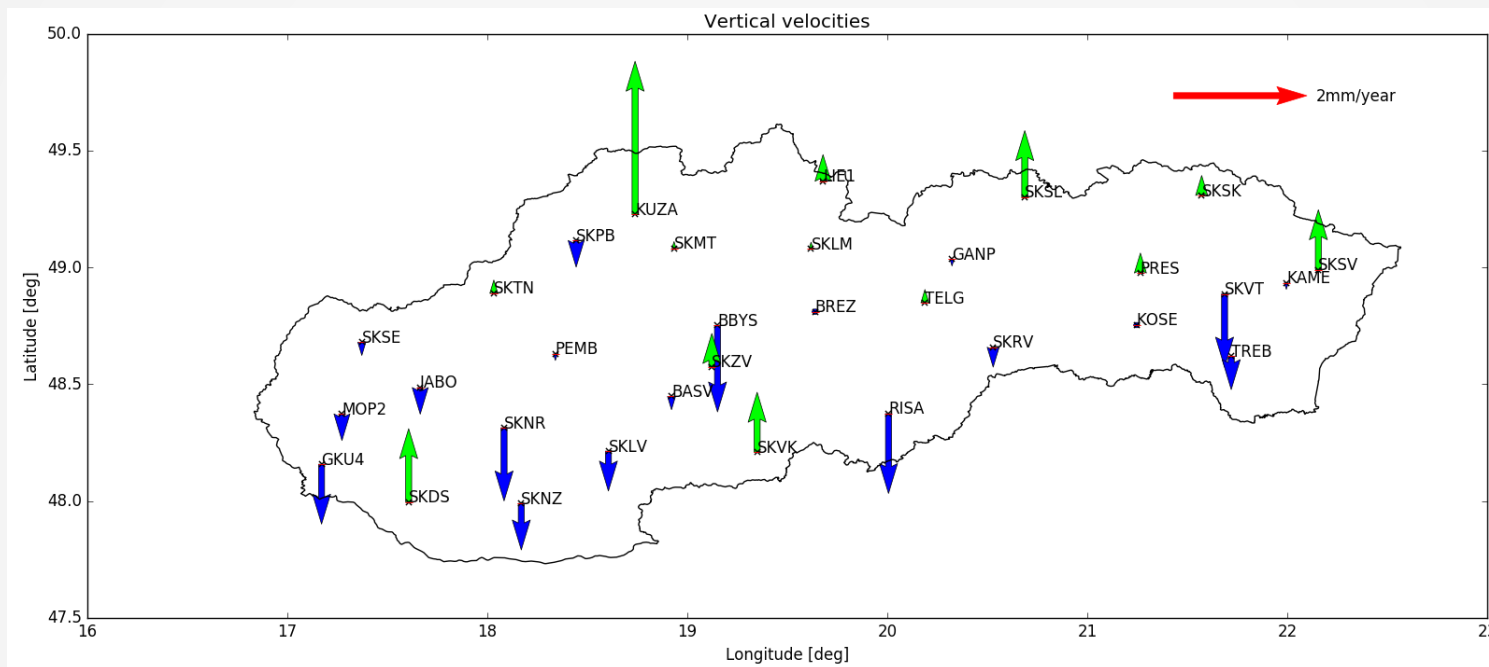 Vertical velocities
50.0
2mm/year
49.5
LIE1
SKSL
SKSK
KUZA
SKPB
SKMT
SKLM
GANP
PRES
SKSV
49.0
KAME
SKTN
TELG
SKVT
BREZ
BBYS
KOSE
SKSE
PEMB
SKZV
SKRV
TREB
Latitude [deg]
48.5
JABO
BASV
MOP2
SKNR
RISA
GKU4
SKLV
SKVK
48.0
SKDS
SKNZ
47.5
16 17 18 19 20 21 22 23
Longitude [deg]